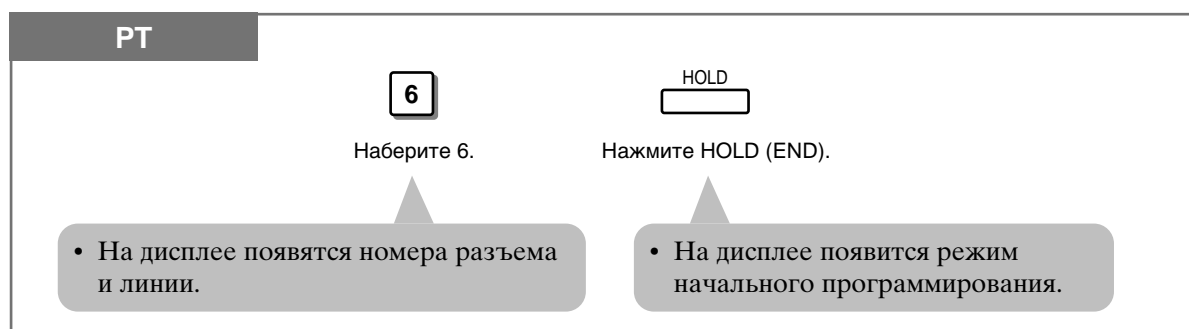 PT
6
HOLD
Наберите 6.
Нажмите HOLD (END).
• На дисплее появятся номера разъема
и линии.
• На дисплее появится режим
начального программирования.